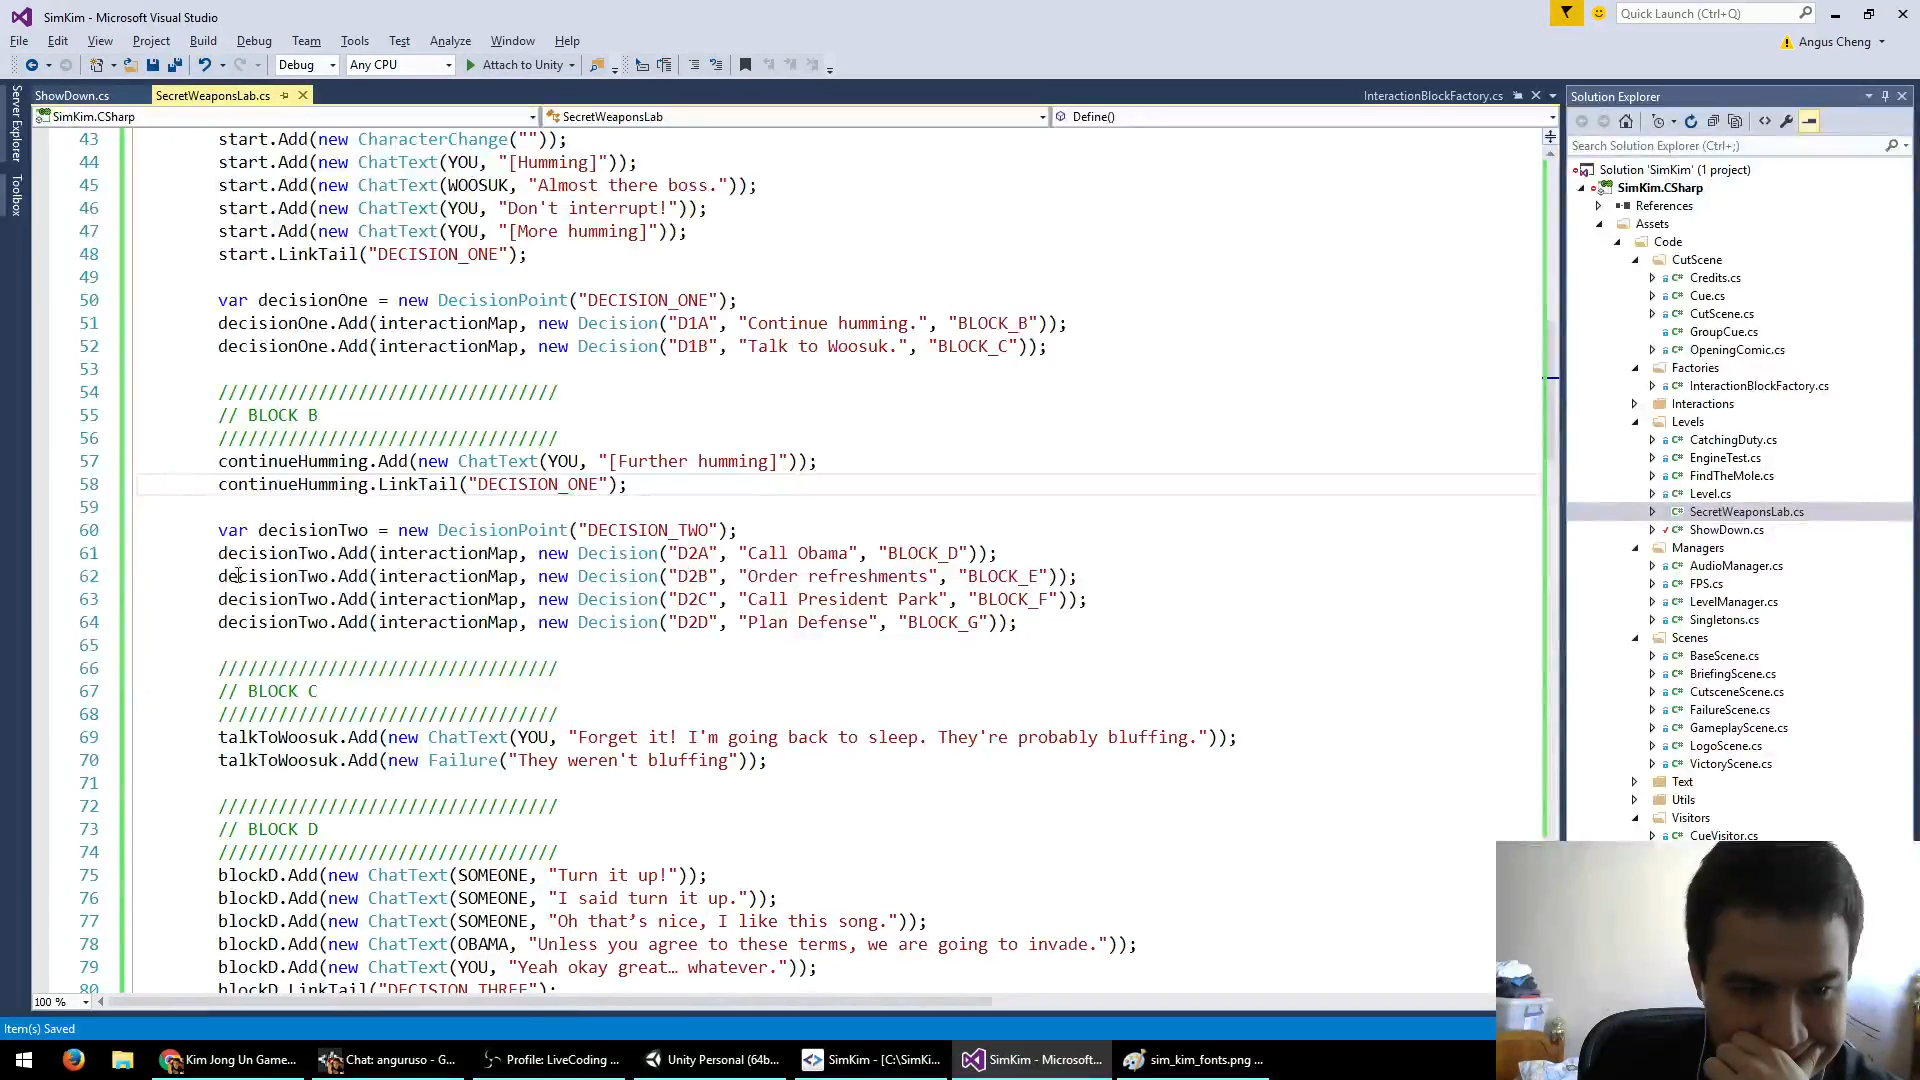 SimKim - Microsoft Visual Studio
Quick Launch (Ctrl+Q)
File Edit View Project Build Debug Team Tools Test Analyze Window Help
Angus Cheng
Debug Any CPU Attach to Unity
Server Explorer
Toolbox
ShowDown.cs SecretWeaponsLab.cs InteractionBlockFactory.cs
SimKim.CSharp SecretWeaponsLab Define()
43 start.Add(new CharacterChange(""));
44 start.Add(new ChatText(YOU, "[Humming]"));
45 start.Add(new ChatText(WOOSUK, "Almost there boss."));
46 start.Add(new ChatText(YOU, "Don't interrupt!"));
47 start.Add(new ChatText(YOU, "[More humming]"));
48 start.LinkTail("DECISION_ONE");
49
50 var decisionOne = new DecisionPoint("DECISION_ONE");
51 decisionOne.Add(interactionMap, new Decision("D1A", "Continue humming.", "BLOCK_B"));
52 decisionOne.Add(interactionMap, new Decision("D1B", "Talk to Woosuk.", "BLOCK_C"));
53
54 //////////////////////////////////
55 // BLOCK B
56 //////////////////////////////////
57 continueHumming.Add(new ChatText(YOU, "[Further humming]"));
58 continueHumming.LinkTail("DECISION_ONE");
59
60 var decisionTwo = new DecisionPoint("DECISION_TWO");
61 decisionTwo.Add(interactionMap, new Decision("D2A", "Call Obama", "BLOCK_D"));
62 decisionTwo.Add(interactionMap, new Decision("D2B", "Order refreshments", "BLOCK_E"));
63 decisionTwo.Add(interactionMap, new Decision("D2C", "Call President Park", "BLOCK_F"));
64 decisionTwo.Add(interactionMap, new Decision("D2D", "Plan Defense", "BLOCK_G"));
65
66 //////////////////////////////////
67 // BLOCK C
68 //////////////////////////////////
69 talkToWoosuk.Add(new ChatText(YOU, "Forget it! I'm going back to sleep. They're probably bluffing."));
70 talkToWoosuk.Add(new Failure("They weren't bluffing"));
71
72 //////////////////////////////////
73 // BLOCK D
74 //////////////////////////////////
75 blockD.Add(new ChatText(SOMEONE, "Turn it up!"));
76 blockD.Add(new ChatText(SOMEONE, "I said turn it up."));
77 blockD.Add(new ChatText(SOMEONE, "Oh that’s nice, I like this song."));
78 blockD.Add(new ChatText(OBAMA, "Unless you agree to these terms, we are going to invade."));
79 blockD.Add(new ChatText(YOU, "Yeah okay great… whatever."));
80 blockD.LinkTail("DECISION_THREE");
100 %
Solution Explorer
Search Solution Explorer (Ctrl+;)
Solution 'SimKim' (1 project)
SimKim.CSharp
References
Assets
Code
CutScene
Credits.cs
Cue.cs
CutScene.cs
GroupCue.cs
OpeningComic.cs
Factories
InteractionBlockFactory.cs
Interactions
Levels
CatchingDuty.cs
EngineTest.cs
FindTheMole.cs
Level.cs
SecretWeaponsLab.cs
ShowDown.cs
Managers
AudioManager.cs
FPS.cs
LevelManager.cs
Singletons.cs
Scenes
BaseScene.cs
BriefingScene.cs
CutsceneScene.cs
FailureScene.cs
GameplayScene.cs
LogoScene.cs
VictoryScene.cs
Text
Utils
Visitors
CueVisitor.cs
Item(s) Saved
Kim Jong Un Game... Chat: anguruso - G... Profile: LiveCoding ... Unity Personal (64b... SimKim - [C:\SimKi... SimKim - Microsoft... sim_kim_fonts.png ...